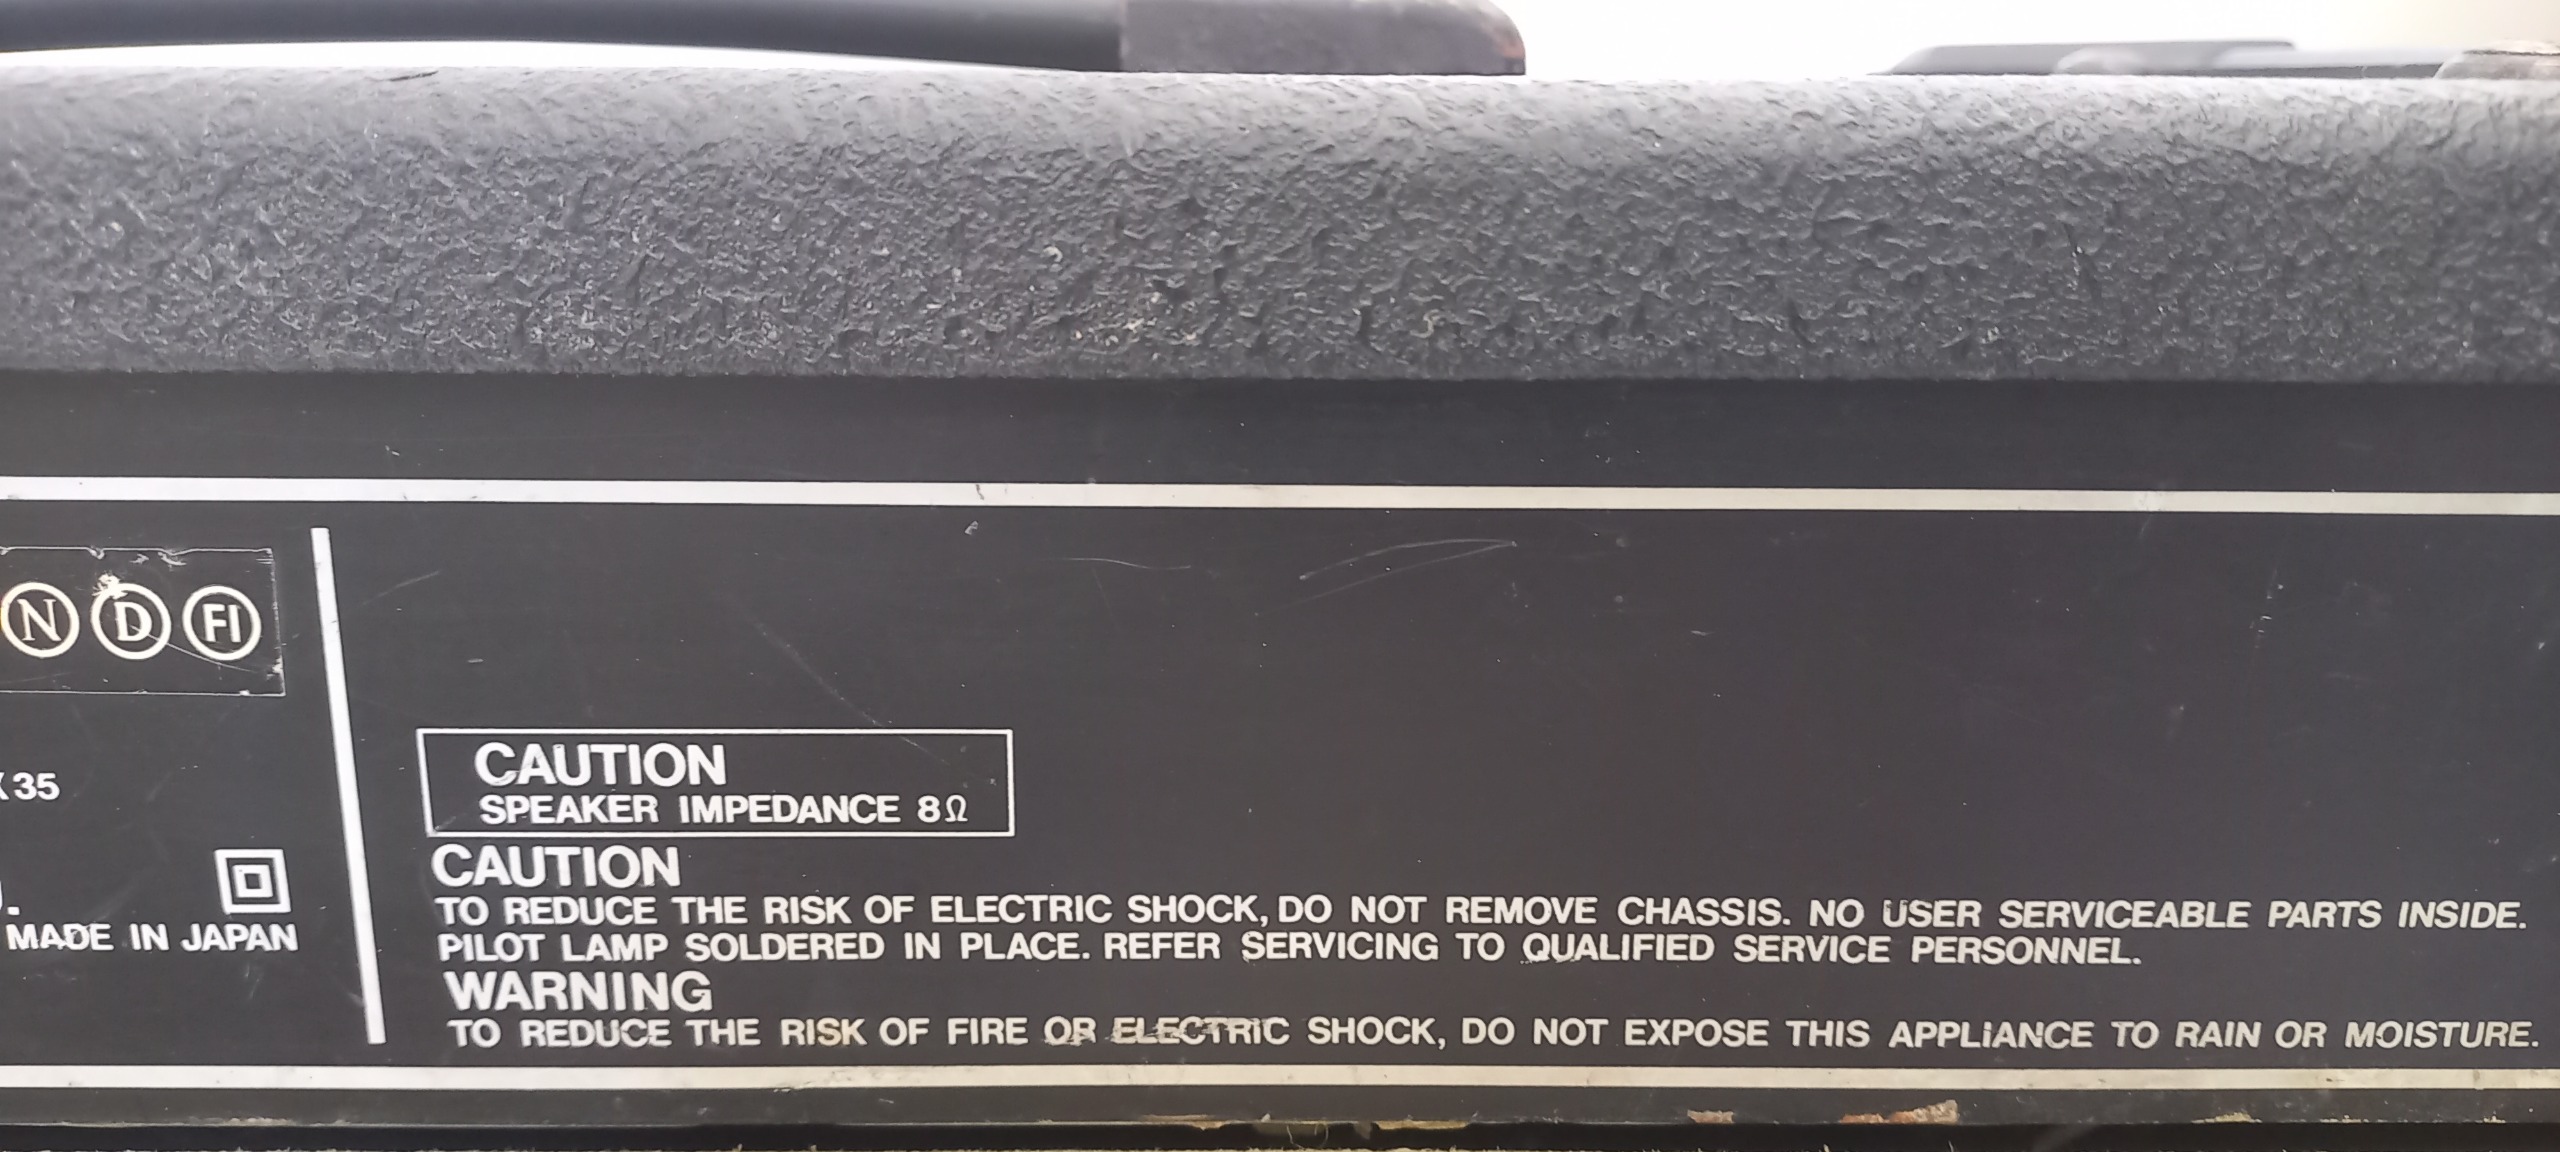 N D FI
35
MADE IN JAPAN
CAUTION
SPEAKER IMPEDANCE 8Ω
CAUTION
TO REDUCE THE RISK OF ELECTRIC SHOCK, DO NOT REMOVE CHASSIS. NO USER SERVICEABLE PARTS INSIDE.
PILOT LAMP SOLDERED IN PLACE. REFER SERVICING TO QUALIFIED SERVICE PERSONNEL.
WARNING
TO REDUCE THE RISK OF FIRE OR ELECTRIC SHOCK, DO NOT EXPOSE THIS APPLIANCE TO RAIN OR MOISTURE.